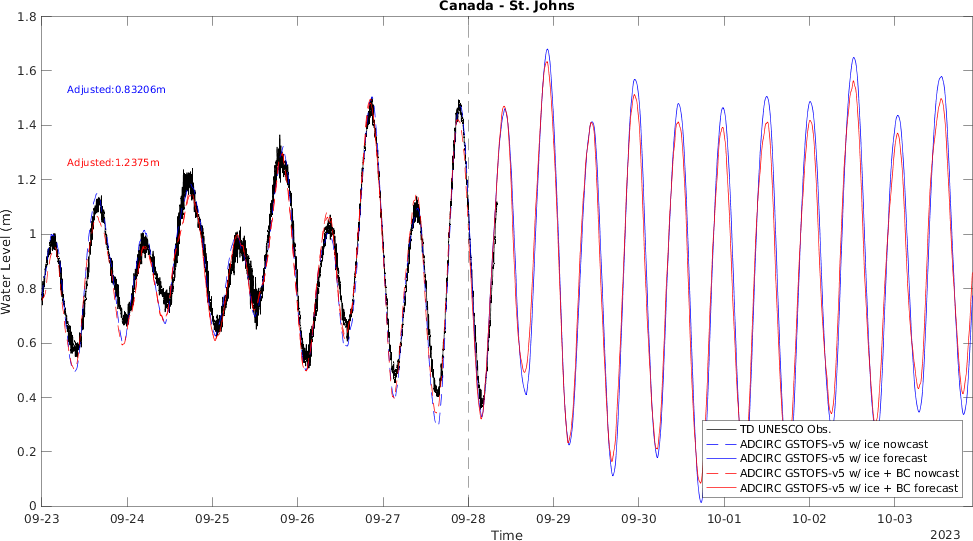 Canada - St. Johns
1.8
1.6
1.4
1.2
1
0.8
0.6
0.4
0.2
0
Water Level (m)
Adjusted:0.83206m
Adjusted:1.2375m
TD UNESCO Obs.
ADCIRC GSTOFS-v5 w/ ice nowcast
ADCIRC GSTOFS-v5 w/ ice forecast
ADCIRC GSTOFS-v5 w/ ice + BC nowcast
ADCIRC GSTOFS-v5 w/ ice + BC forecast
09-23 09-24 09-25 09-26 09-27 09-28 09-29 09-30 10-01 10-02 10-03
Time
2023